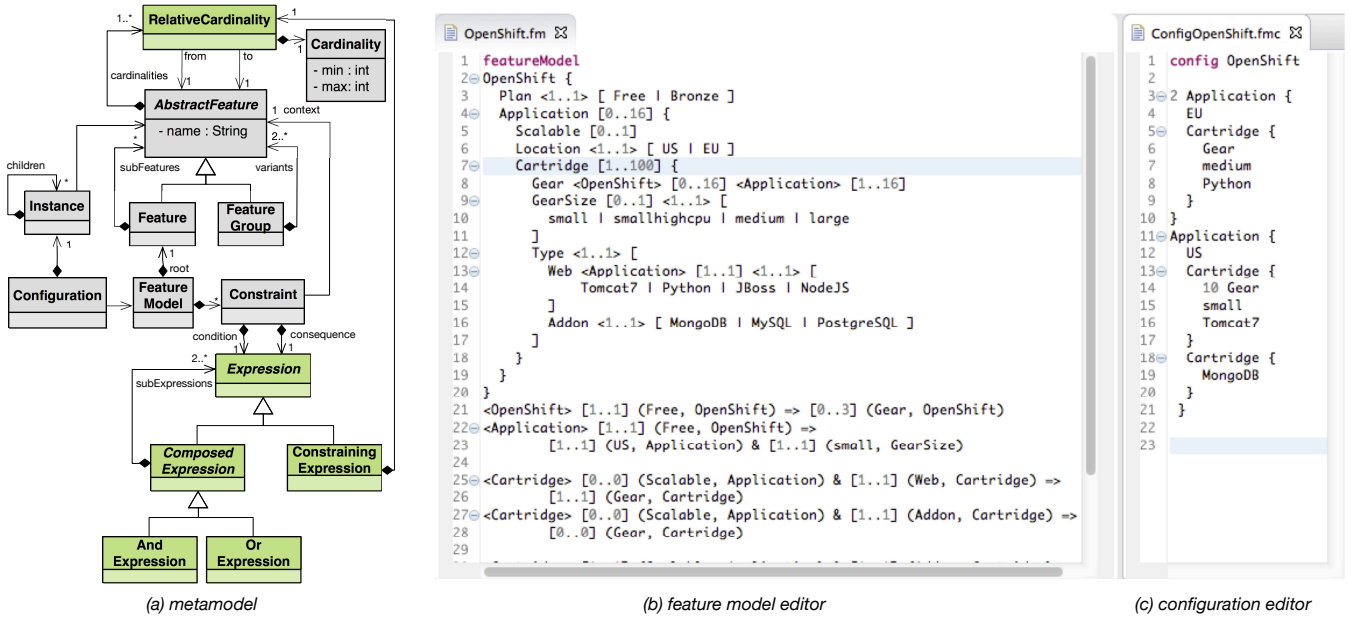 1..*
RelativeCardinality
1
from
to
1
Cardinality
- min : int
- max: int
cardinalities
1
1
AbstractFeature
1
context
- name : String
*
2..*
children
subFeatures
variants
*
Instance
Feature
Feature
Group
1
1
root
Configuration
Feature
Model
*
Constraint
condition
consequence
1
1
2..*
subExpressions
Expression
Composed
Expression
Constraining
Expression
And
Expression
Or
Expression
(a) metamodel
OpenShift.fm
1 featureModel
2 OpenShift {
3 Plan <1..1> [ Free | Bronze ]
4 Application [0..16] {
5 Scalable [0..1]
6 Location <1..1> [ US | EU ]
7 Cartridge [1..100] {
8 Gear <OpenShift> [0..16] <Application> [1..16]
9 GearSize [0..1] <1..1> [
10 small | smallhighcpu | medium | large
11 ]
12 Type <1..1> [
13 Web <Application> [1..1] <1..1> [
14 Tomcat7 | Python | JBoss | NodeJS
15 ]
16 Addon <1..1> [ MongoDB | MySQL | PostgreSQL ]
17 ]
18 }
19 }
20 }
21 <OpenShift> [1..1] (Free, OpenShift) => [0..3] (Gear, OpenShift)
22 <Application> [1..1] (Free, OpenShift) =>
23 [1..1] (US, Application) & [1..1] (small, GearSize)
24
25 <Cartridge> [0..0] (Scalable, Application) & [1..1] (Web, Cartridge) =>
26 [1..1] (Gear, Cartridge)
27 <Cartridge> [0..0] (Scalable, Application) & [1..1] (Addon, Cartridge) =>
28 [0..0] (Gear, Cartridge)
29
(b) feature model editor
ConfigOpenShift.fmc
1 config OpenShift
2
3 2 Application {
4 EU
5 Cartridge {
6 Gear
7 medium
8 Python
9 }
10 }
11 Application {
12 US
13 Cartridge {
14 10 Gear
15 small
16 Tomcat7
17 }
18 Cartridge {
19 MongoDB
20 }
21 }
22
23
(c) configuration editor